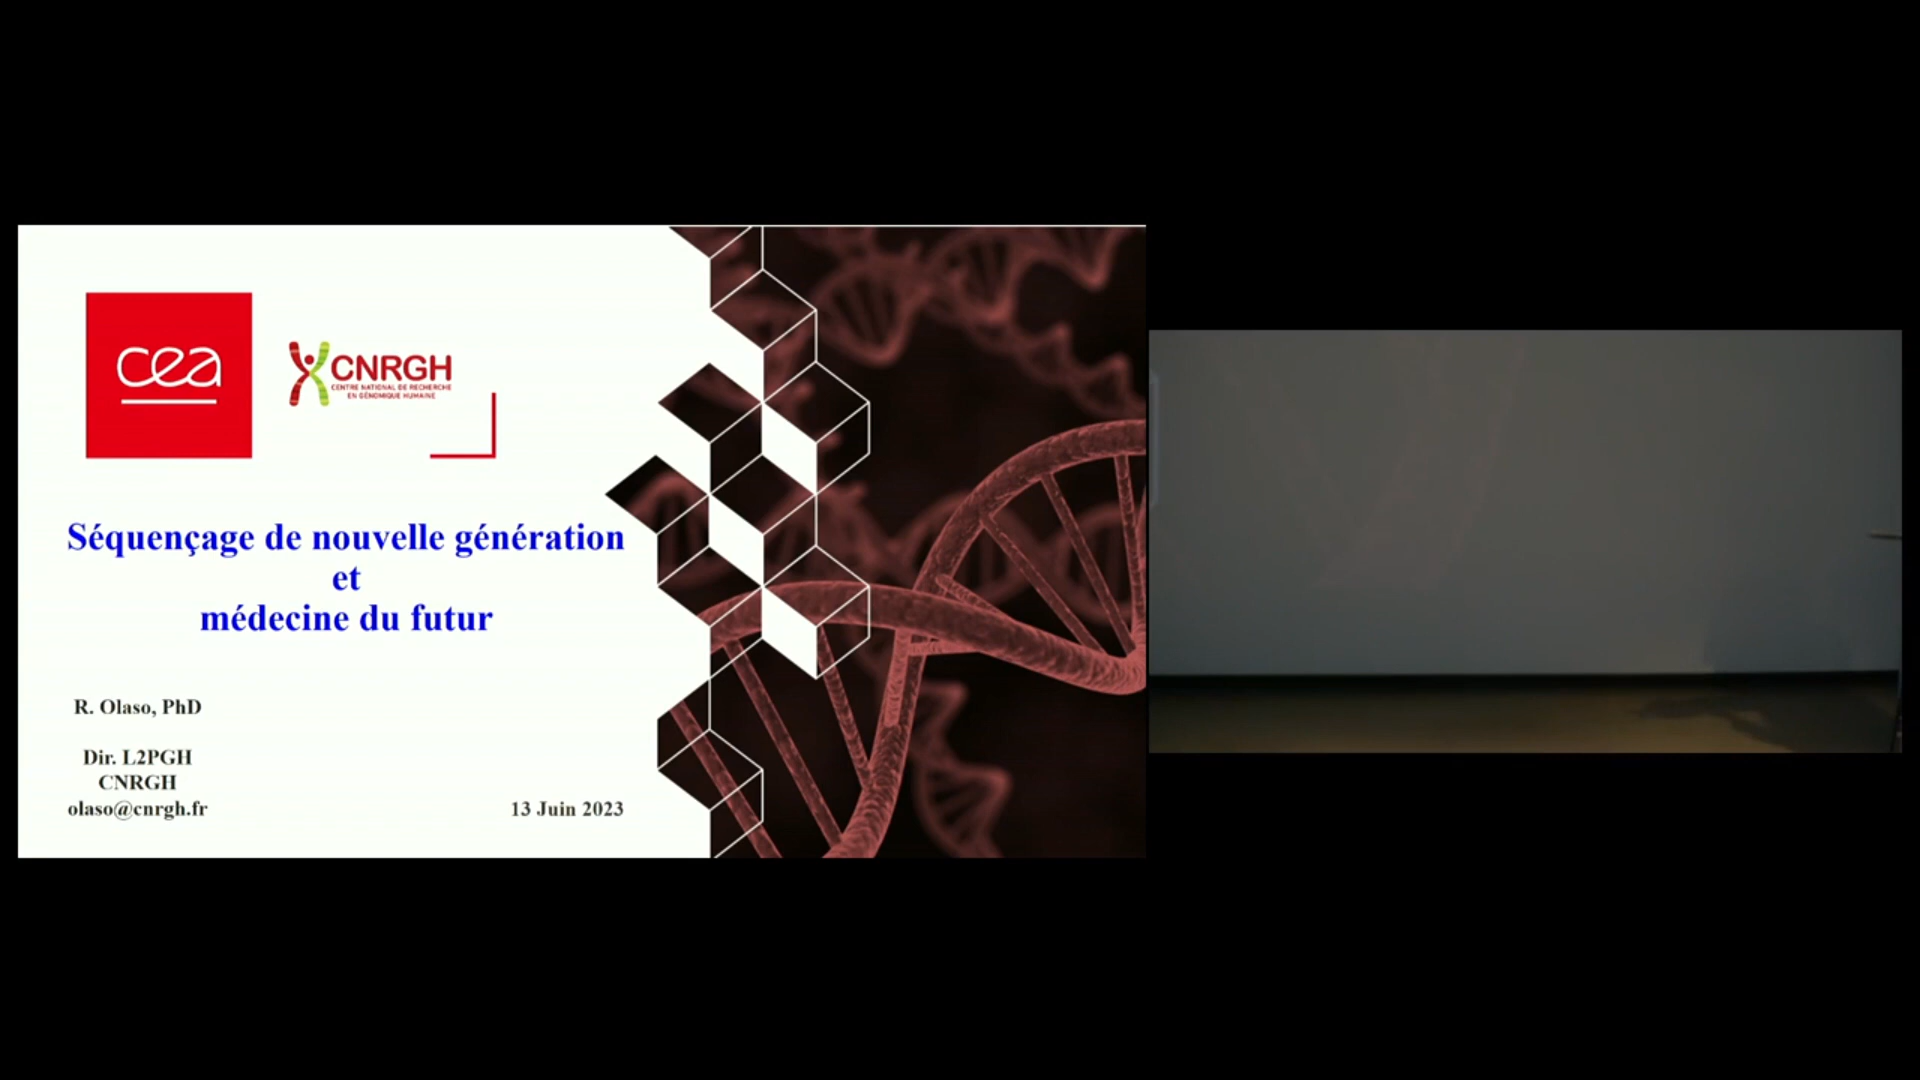 cea
CNRGH
CENTRE NATIONAL DE RECHERCHE
EN GÉNOMIQUE HUMAINE
Séquençage de nouvelle génération
et
médecine du futur
R. Olaso, PhD
Dir. L2PGH
CNRGH
olaso@cnrgh.fr
13 Juin 2023